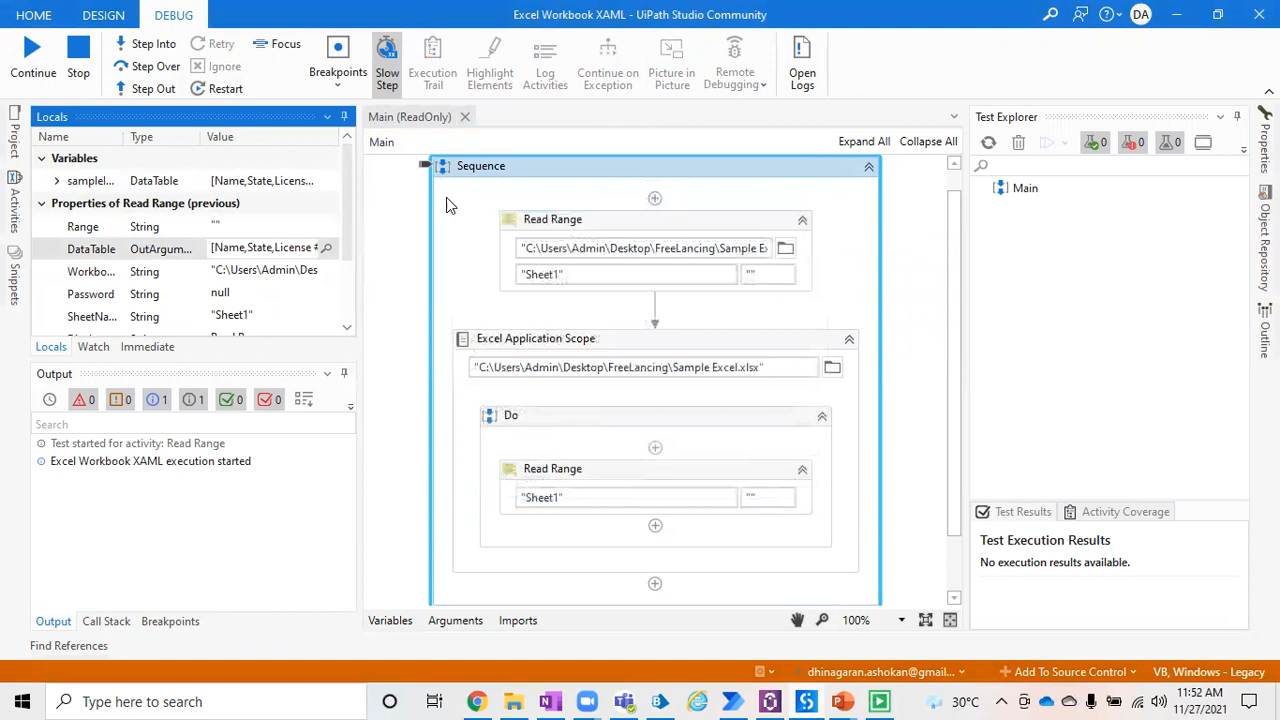 HOME DESIGN DEBUG Excel Workbook XAML - UiPath Studio Community DA
Continue Stop
Step Into
Step Over
Step Out
Retry
Ignore
Restart
Focus
Breakpoints
Slow Step
Execution Trail
Highlight Elements
Log Activities
Continue on Exception
Picture in Picture
Remote Debugging
Open Logs
Project
Activities
Snippets
Locals
Name Type Value
Variables
sampleI... DataTable [Name,State,Licens...
Properties of Read Range (previous)
Range String ""
DataTable OutArgum... [Name,State,License #
Workbo... String "C:\Users\Admin\Des
Password String null
SheetNa... String "Sheet1"
Locals Watch Immediate
Output
0 0 1 1 0 0
Search
Test started for activity: Read Range
Excel Workbook XAML execution started
Output Call Stack Breakpoints
Find References
Main (ReadOnly)
Main Expand All Collapse All
Sequence
Read Range
"C:\Users\Admin\Desktop\FreeLancing\Sample E
"Sheet1" ""
Excel Application Scope
"C:\Users\Admin\Desktop\FreeLancing\Sample Excel.xlsx"
Do
Read Range
"Sheet1" ""
Variables Arguments Imports 100%
Test Explorer
0 0 0
Main
Test Results Activity Coverage
Test Execution Results
No execution results available.
Properties
Object Repository
Outline
dhinagaran.ashokan@gmail... Add To Source Control VB, Windows - Legacy
Type here to search
30°C
11:52 AM
11/27/2021